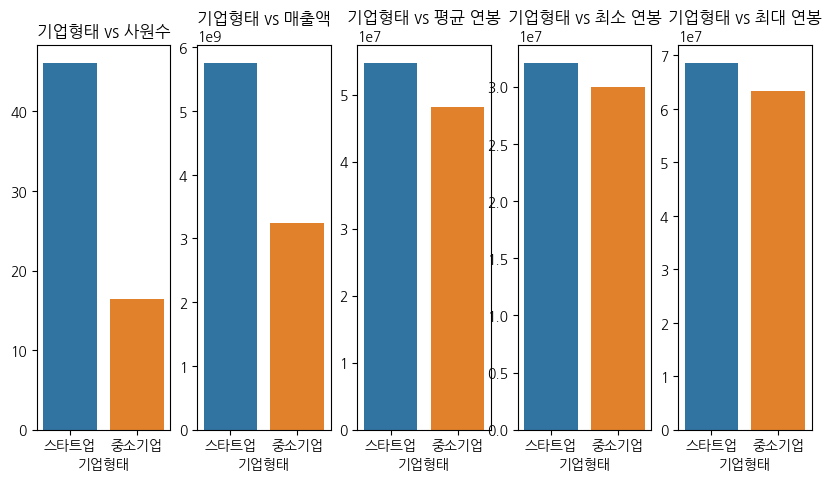 기업형태 vs 사원수
0
10
20
30
40
스타트업 중소기업
기업형태
기업형태 vs 매출액
1e9
0
1
2
3
4
5
6
스타트업 중소기업
기업형태
기업형태 vs 평균 연봉
1e7
0
1
2
3
4
5
스타트업 중소기업
기업형태
기업형태 vs 최소 연봉
1e7
0.0
0.5
1.0
1.5
2.0
2.5
3.0
스타트업 중소기업
기업형태
기업형태 vs 최대 연봉
1e7
0
1
2
3
4
5
6
7
스타트업 중소기업
기업형태